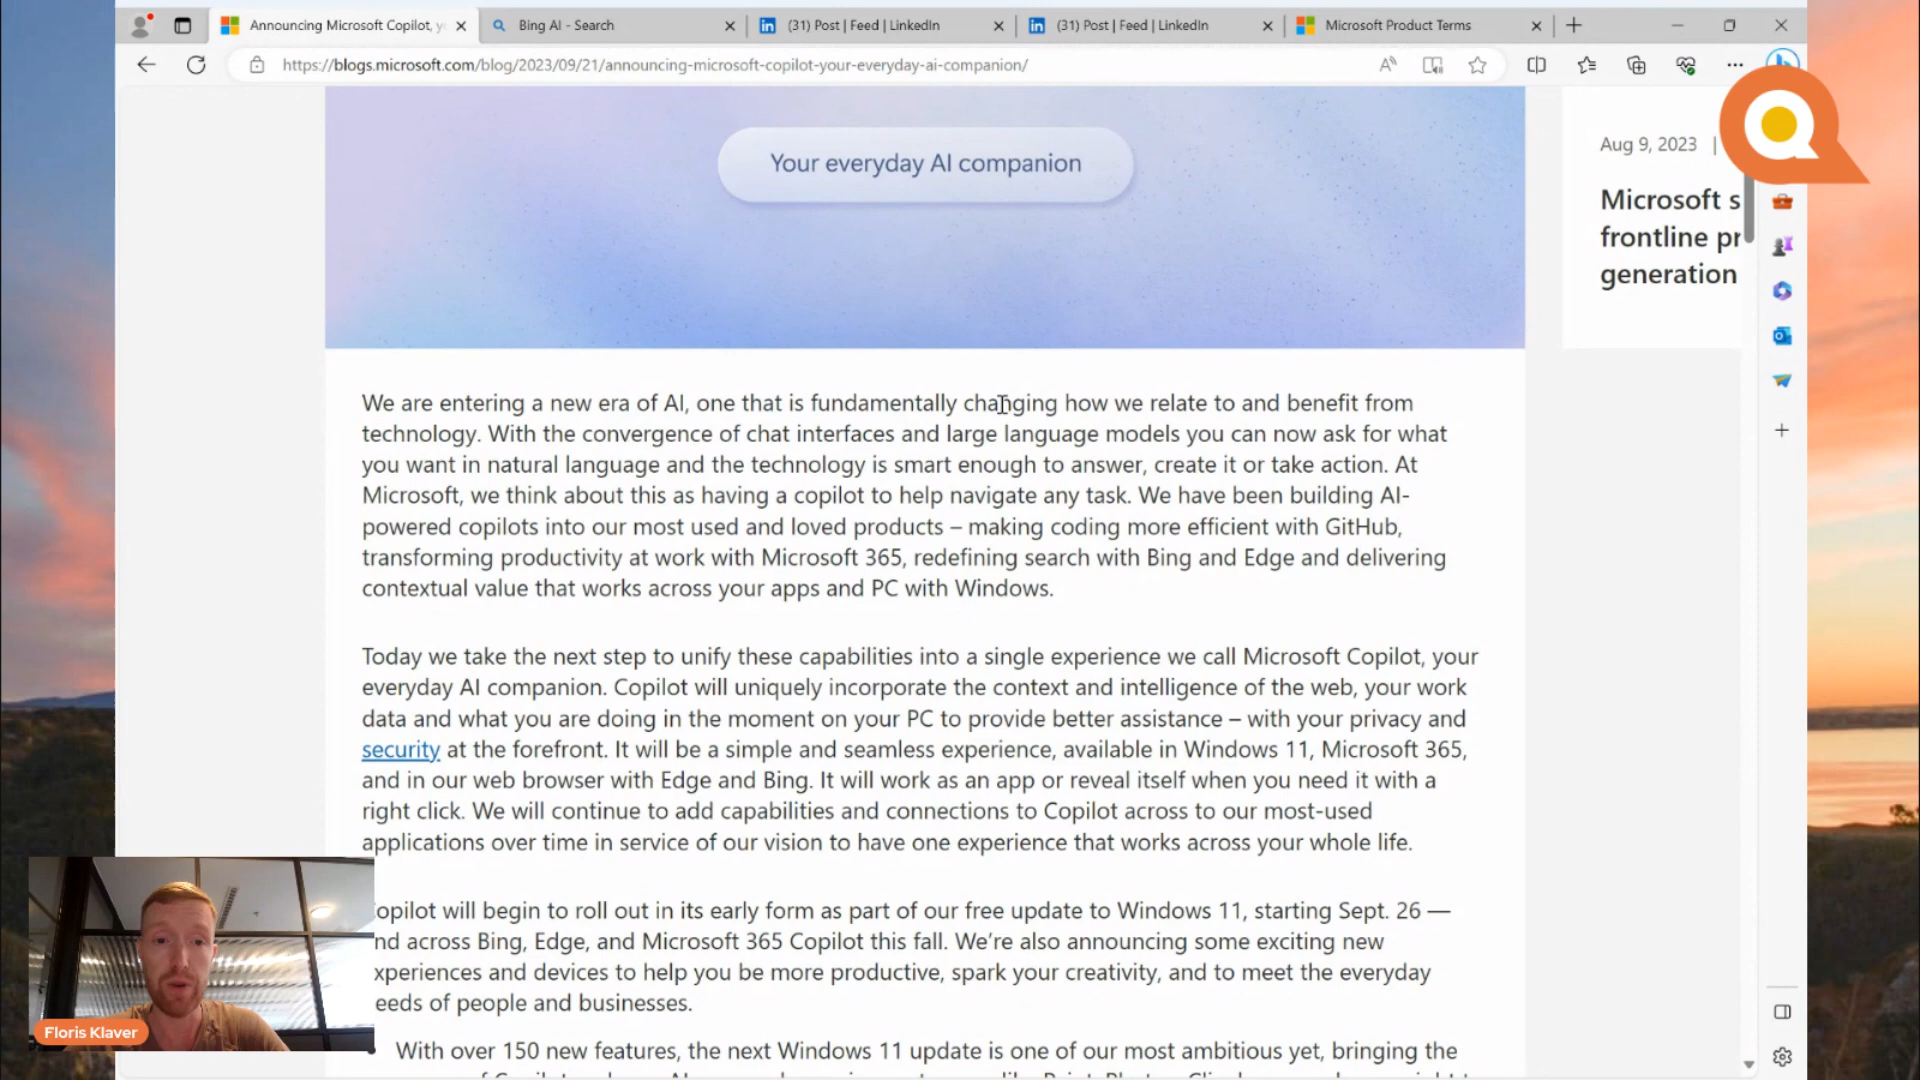 Announcing Microsoft Copilot, y
Bing AI - Search
(31) Post | Feed | LinkedIn
(31) Post | Feed | LinkedIn
Microsoft Product Terms
https://blogs.microsoft.com/blog/2023/09/21/announcing-microsoft-copilot-your-everyday-ai-companion/
Your everyday AI companion
Aug 9, 2023 |
Microsoft s
frontline pr
generation
We are entering a new era of AI, one that is fundamentally changing how we relate to and benefit from
technology. With the convergence of chat interfaces and large language models you can now ask for what
you want in natural language and the technology is smart enough to answer, create it or take action. At
Microsoft, we think about this as having a copilot to help navigate any task. We have been building AI-
powered copilots into our most used and loved products – making coding more efficient with GitHub,
transforming productivity at work with Microsoft 365, redefining search with Bing and Edge and delivering
contextual value that works across your apps and PC with Windows.
Today we take the next step to unify these capabilities into a single experience we call Microsoft Copilot, your
everyday AI companion. Copilot will uniquely incorporate the context and intelligence of the web, your work
data and what you are doing in the moment on your PC to provide better assistance – with your privacy and
security at the forefront. It will be a simple and seamless experience, available in Windows 11, Microsoft 365,
and in our web browser with Edge and Bing. It will work as an app or reveal itself when you need it with a
right click. We will continue to add capabilities and connections to Copilot across to our most-used
applications over time in service of our vision to have one experience that works across your whole life.
opilot will begin to roll out in its early form as part of our free update to Windows 11, starting Sept. 26 —
nd across Bing, Edge, and Microsoft 365 Copilot this fall. We're also announcing some exciting new
xperiences and devices to help you be more productive, spark your creativity, and to meet the everyday
eeds of people and businesses.
With over 150 new features, the next Windows 11 update is one of our most ambitious yet, bringing the
Floris Klaver